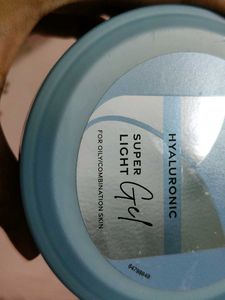 HYALURONIC
SUPER
LIGHT
Gel
FOR OILY/COMBINATION SKIN